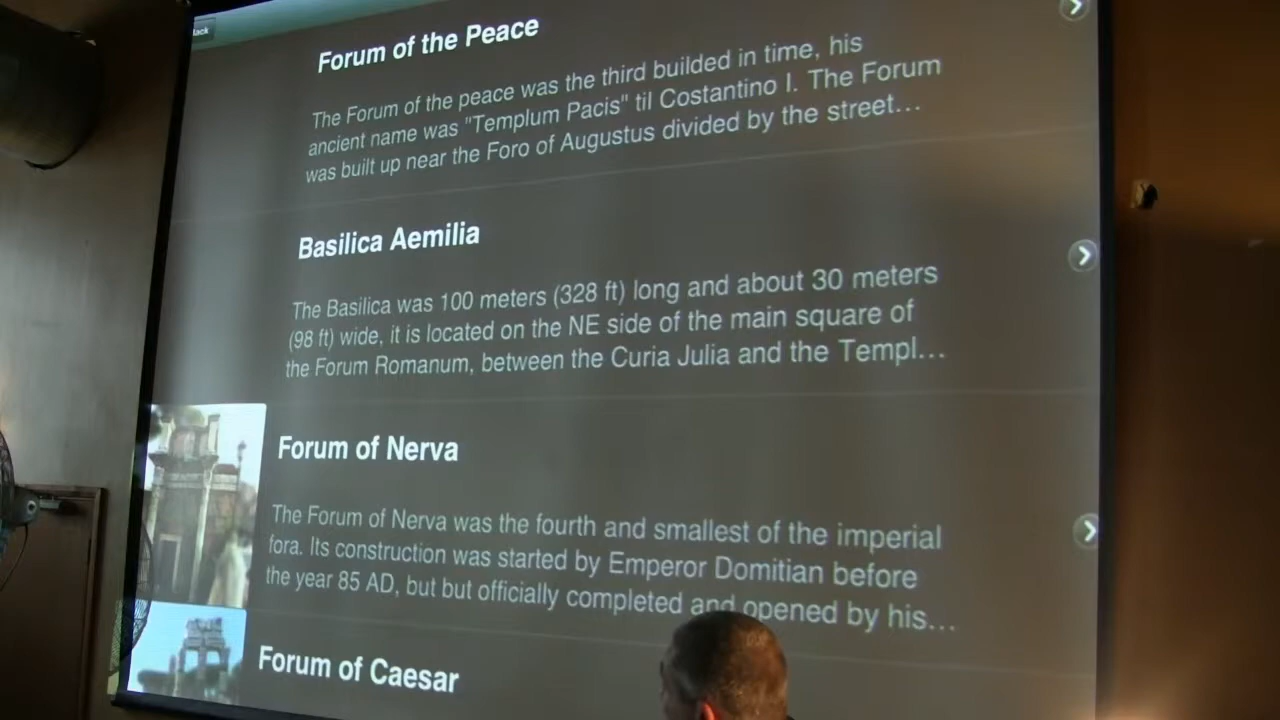 Forum of the Peace
The Forum of the peace was the third builded in time, his
ancient name was "Templum Pacis" til Costantino I. The Forum
was built up near the Foro of Augustus divided by the street...
Basilica Aemilia
The Basilica was 100 meters (328 ft) long and about 30 meters
(98 ft) wide, it is located on the NE side of the main square of
the Forum Romanum, between the Curia Julia and the Templ...
Forum of Nerva
The Forum of Nerva was the fourth and smallest of the imperial
fora. Its construction was started by Emperor Domitian before
the year 85 AD, but but officially completed and opened by his...
Forum of Caesar